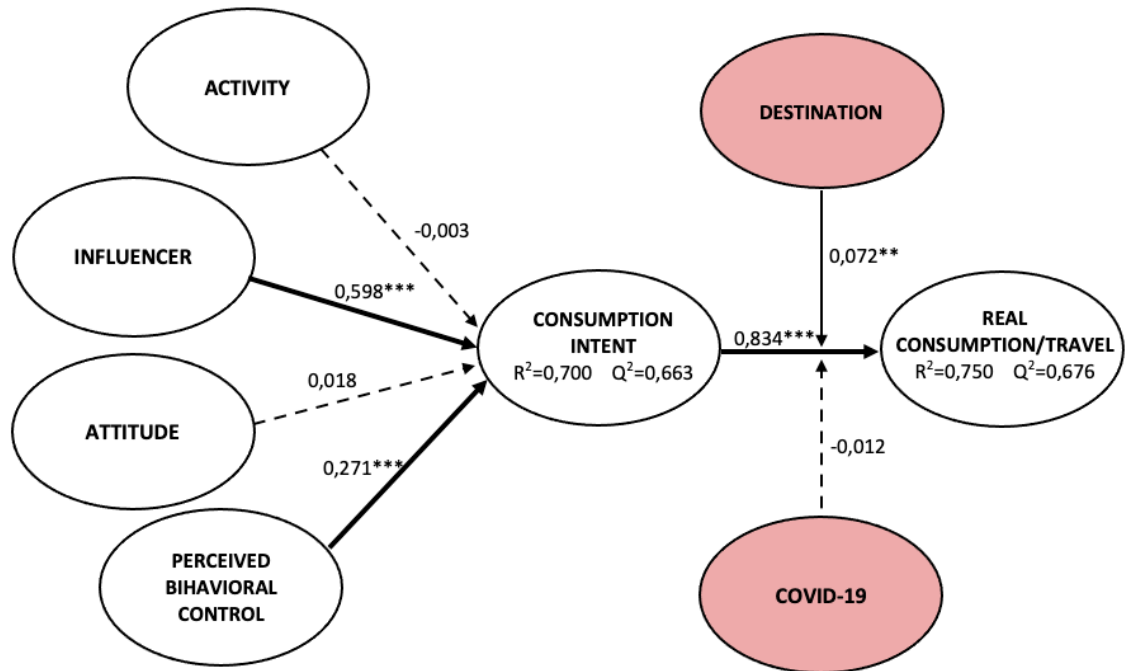 ACTIVITY
-0,003
INFLUENCER
0,598***
ATTITUDE
0,018
PERCEIVED
BIHAVIORAL
CONTROL
0,271***
CONSUMPTION
INTENT
R²=0,700 Q²=0,663
0,834***
DESTINATION
0,072**
REAL
CONSUMPTION/TRAVEL
R²=0,750 Q²=0,676
-0,012
COVID-19